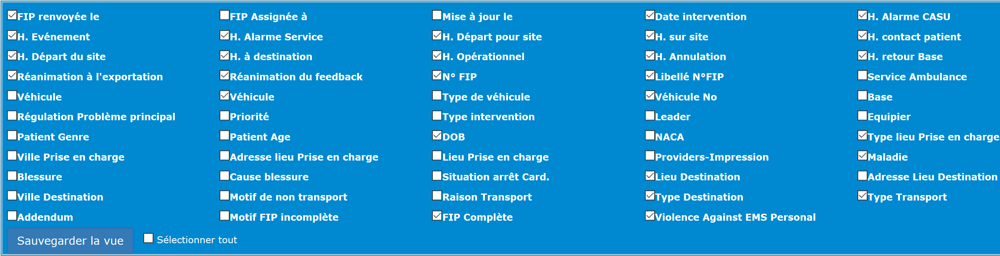 FIP renvoyée le FIP Assignée à Mise à jour le Date intervention H. Alarme CASU
H. Evénement H. Alarme Service H. Départ pour site H. sur site H. contact patient
H. Départ du site H. à destination H. Opérationnel H. Annulation H. retour Base
Réanimation à l'exportation Réanimation du feedback N° FIP Libellé N°FIP Service Ambulance
Véhicule Véhicule Type de véhicule Véhicule No Base
Régulation Problème principal Priorité Type intervention Leader Equipier
Patient Genre Patient Age DOB NACA Type lieu Prise en charge
Ville Prise en charge Adresse lieu Prise en charge Lieu Prise en charge Providers–Impression Maladie
Blessure Cause blessure Situation arrêt Card. Lieu Destination Adresse Lieu Destination
Ville Destination Motif de non transport Raison Transport Type Destination Type Transport
Addendum Motif FIP incomplète FIP Complète Violence Against EMS Personal
Sauvegarder la vue Sélectionner tout